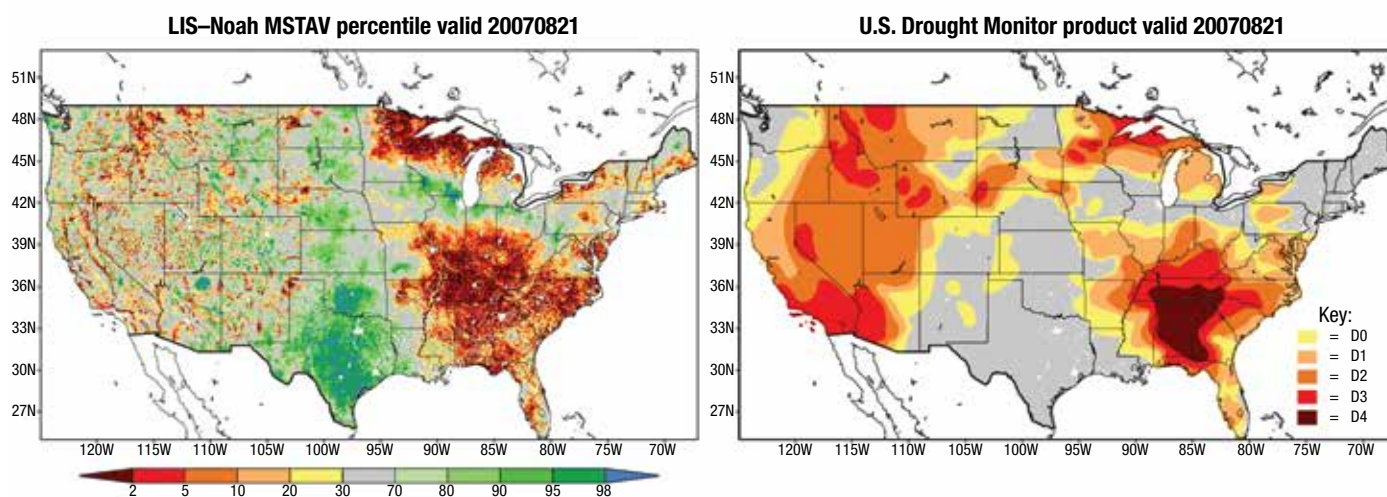 LIS–Noah MSTAV percentile valid 20070821
51N
48N
45N
42N
39N
36N
33N
30N
27N
120W 115W 110W 105W 100W 95W 90W 85W 80W 75W 70W
2 5 10 20 30 70 80 90 95 98
U.S. Drought Monitor product valid 20070821
51N
48N
45N
42N
39N
36N
33N
30N
27N
120W 115W 110W 105W 100W 95W 90W 85W 80W 75W 70W
Key:
= D0
= D1
= D2
= D3
= D4